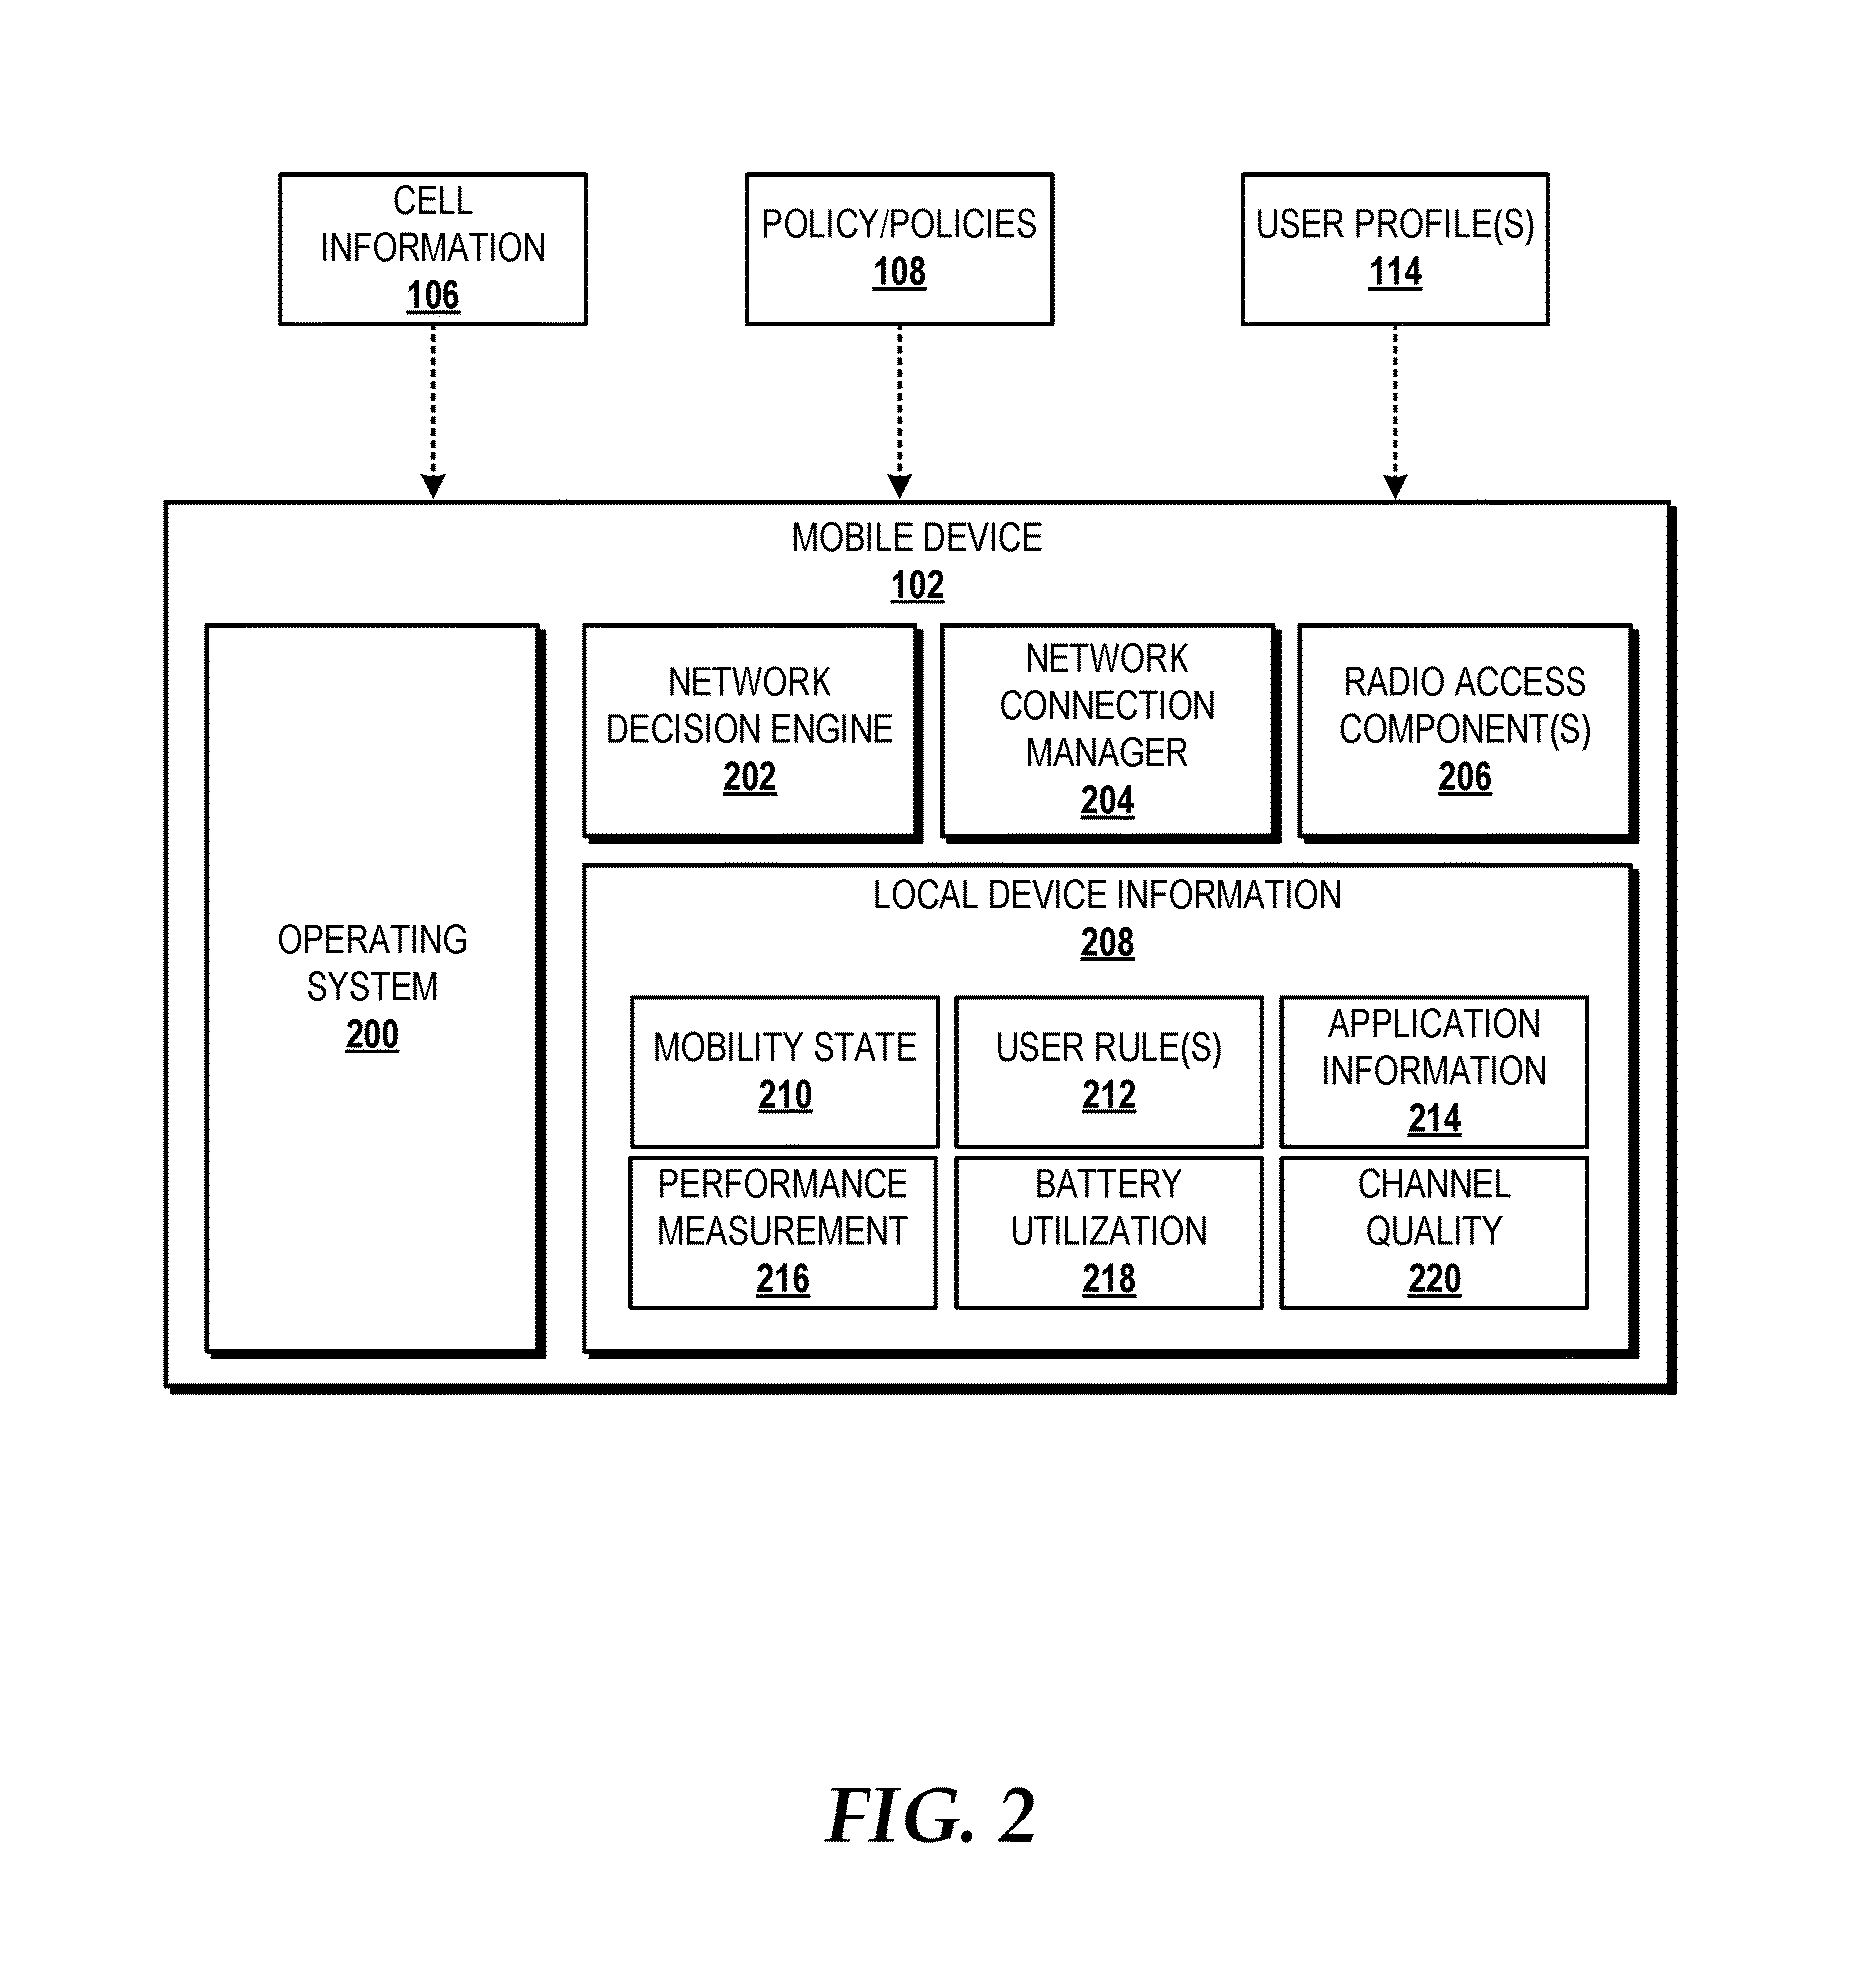 CELL
INFORMATION
106
POLICY/POLICIES
108
USER PROFILE(S)
114
MOBILE DEVICE
102
OPERATING
SYSTEM
200
NETWORK
DECISION ENGINE
202
NETWORK
CONNECTION
MANAGER
204
RADIO ACCESS
COMPONENT(S)
206
LOCAL DEVICE INFORMATION
208
MOBILITY STATE
210
USER RULE(S)
212
APPLICATION
INFORMATION
214
PERFORMANCE
MEASUREMENT
216
BATTERY
UTILIZATION
218
CHANNEL
QUALITY
220
FIG. 2